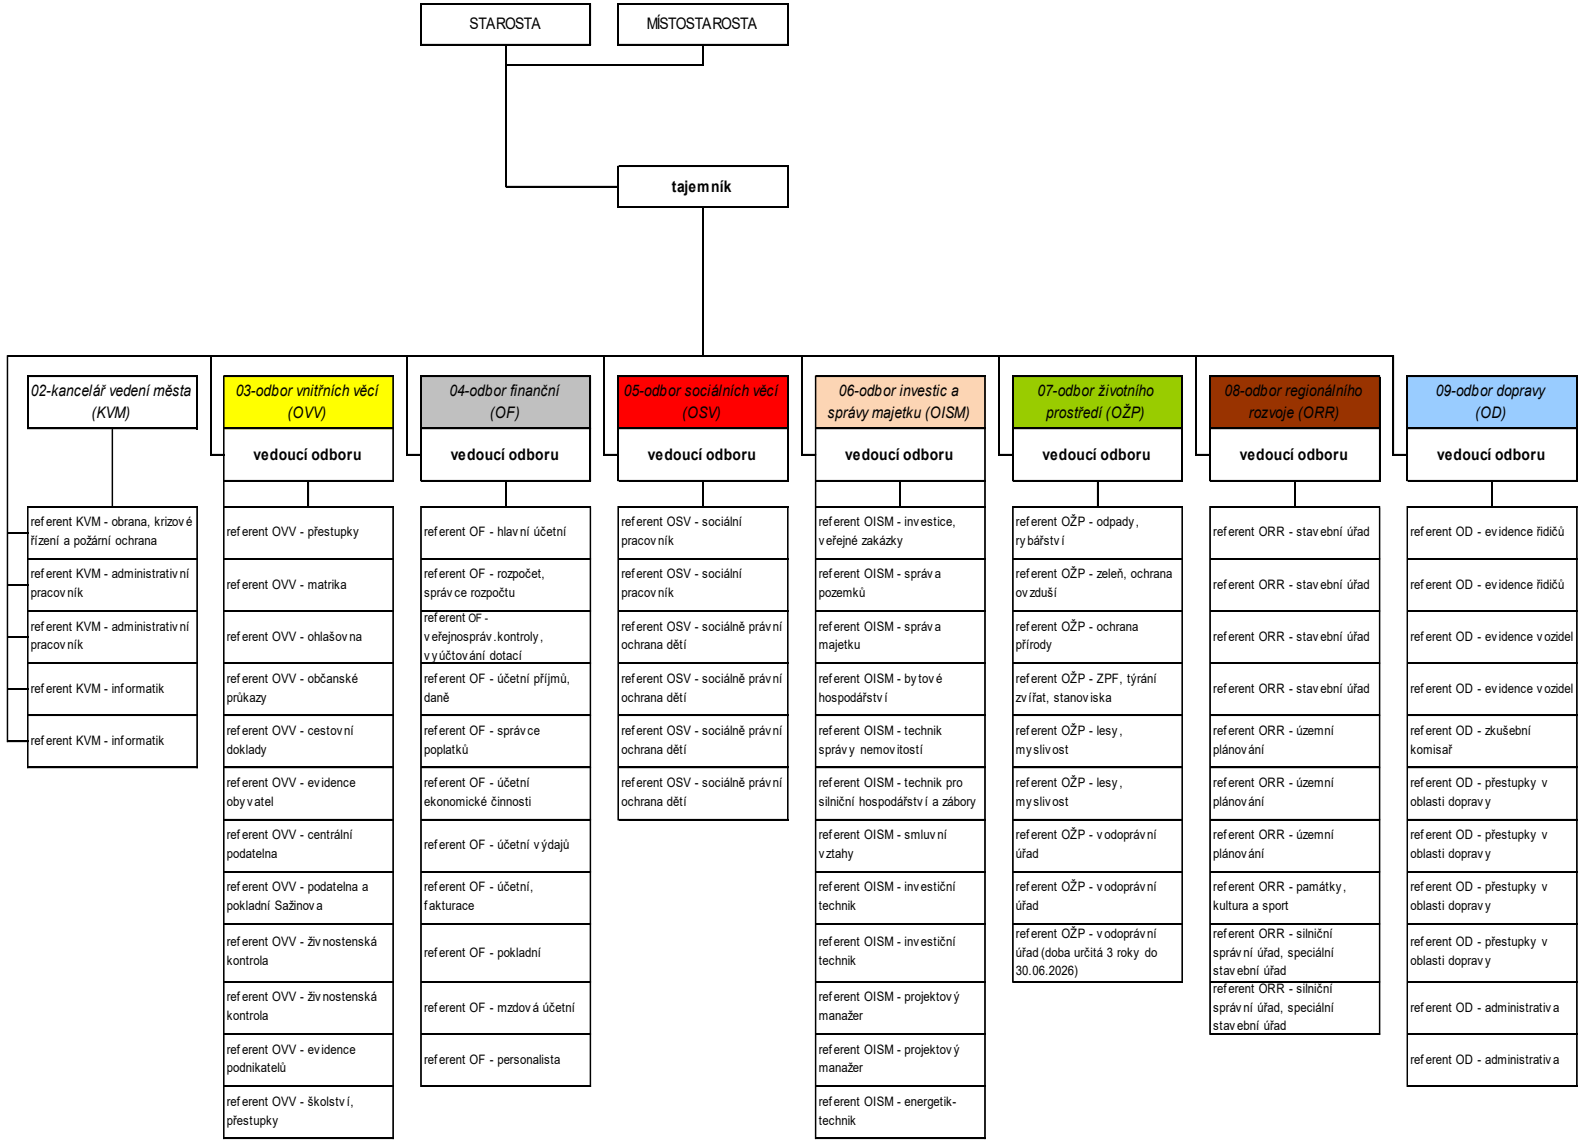 STAROSTA
MÍSTOSTAROSTA
tajemník
02-kancelář vedení města
(KVM)
referent KVM - obrana, krizové
řízení a požární ochrana
referent KVM - administrativní
pracovník
referent KVM - administrativní
pracovník
referent KVM - informatik
referent KVM - informatik
03-odbor vnitřních věcí
(OVV)
vedoucí odboru
referent OVV - přestupky
referent OVV - matrika
referent OVV - ohlašovna
referent OVV - občanské
průkazy
referent OVV - cestovní
doklady
referent OVV - evidence
obyvatel
referent OVV - centrální
podatelna
referent OVV - podatelna a
pokladní Sažinova
referent OVV - živnostenská
kontrola
referent OVV - živnostenská
kontrola
referent OVV - evidence
podnikatelů
referent OVV - školství,
přestupky
04-odbor finanční
(OF)
vedoucí odboru
referent OF - hlavní účetní
referent OF - rozpočet,
správce rozpočtu
referent OF -
veřejnospráv.kontroly,
vyúčtování dotací
referent OF - účetní příjmů,
daně
referent OF - správce
poplatků
referent OF - účetní
ekonomické činnosti
referent OF - účetní výdajů
referent OF - účetní,
fakturace
referent OF - pokladní
referent OF - mzdová účetní
referent OF - personalista
05-odbor sociálních věcí
(OSV)
vedoucí odboru
referent OSV - sociální
pracovník
referent OSV - sociální
pracovník
referent OSV - sociálně právní
ochrana dětí
referent OSV - sociálně právní
ochrana dětí
referent OSV - sociálně právní
ochrana dětí
referent OSV - sociálně právní
ochrana dětí
06-odbor investic a
správy majetku (OISM)
vedoucí odboru
referent OISM - investice,
veřejné zakázky
referent OISM - správa
pozemků
referent OISM - správa
majetku
referent OISM - bytové
hospodářství
referent OISM - technik
správy nemovitostí
referent OISM - technik pro
silniční hospodářství a zábory
referent OISM - smluvní
vztahy
referent OISM - investiční
technik
referent OISM - investiční
technik
referent OISM - projektový
manažer
referent OISM - projektový
manažer
referent OISM - energetik-
technik
07-odbor životního
prostředí (OŽP)
vedoucí odboru
referent OŽP - odpady,
rybářství
referent OŽP - zeleň, ochrana
ovzduší
referent OŽP - ochrana
přírody
referent OŽP - ZPF, týrání
zvířat, stanoviska
referent OŽP - lesy,
myslivost
referent OŽP - lesy,
myslivost
referent OŽP - vodoprávní
úřad
referent OŽP - vodoprávní
úřad
referent OŽP - vodoprávní
úřad (doba určitá 3 roky do
30.06.2026)
08-odbor regionálního
rozvoje (ORR)
vedoucí odboru
referent ORR - stavební úřad
referent ORR - stavební úřad
referent ORR - stavební úřad
referent ORR - stavební úřad
referent ORR - územní
plánování
referent ORR - územní
plánování
referent ORR - územní
plánování
referent ORR - památky,
kultura a sport
referent ORR - silniční
správní úřad, speciální
stavební úřad
referent ORR - silniční
správní úřad, speciální
stavební úřad
09-odbor dopravy
(OD)
vedoucí odboru
referent OD - evidence řidičů
referent OD - evidence řidičů
referent OD - evidence vozidel
referent OD - evidence vozidel
referent OD - zkušební
komisař
referent OD - přestupky v
oblasti dopravy
referent OD - přestupky v
oblasti dopravy
referent OD - přestupky v
oblasti dopravy
referent OD - přestupky v
oblasti dopravy
referent OD - administrativa
referent OD - administrativa